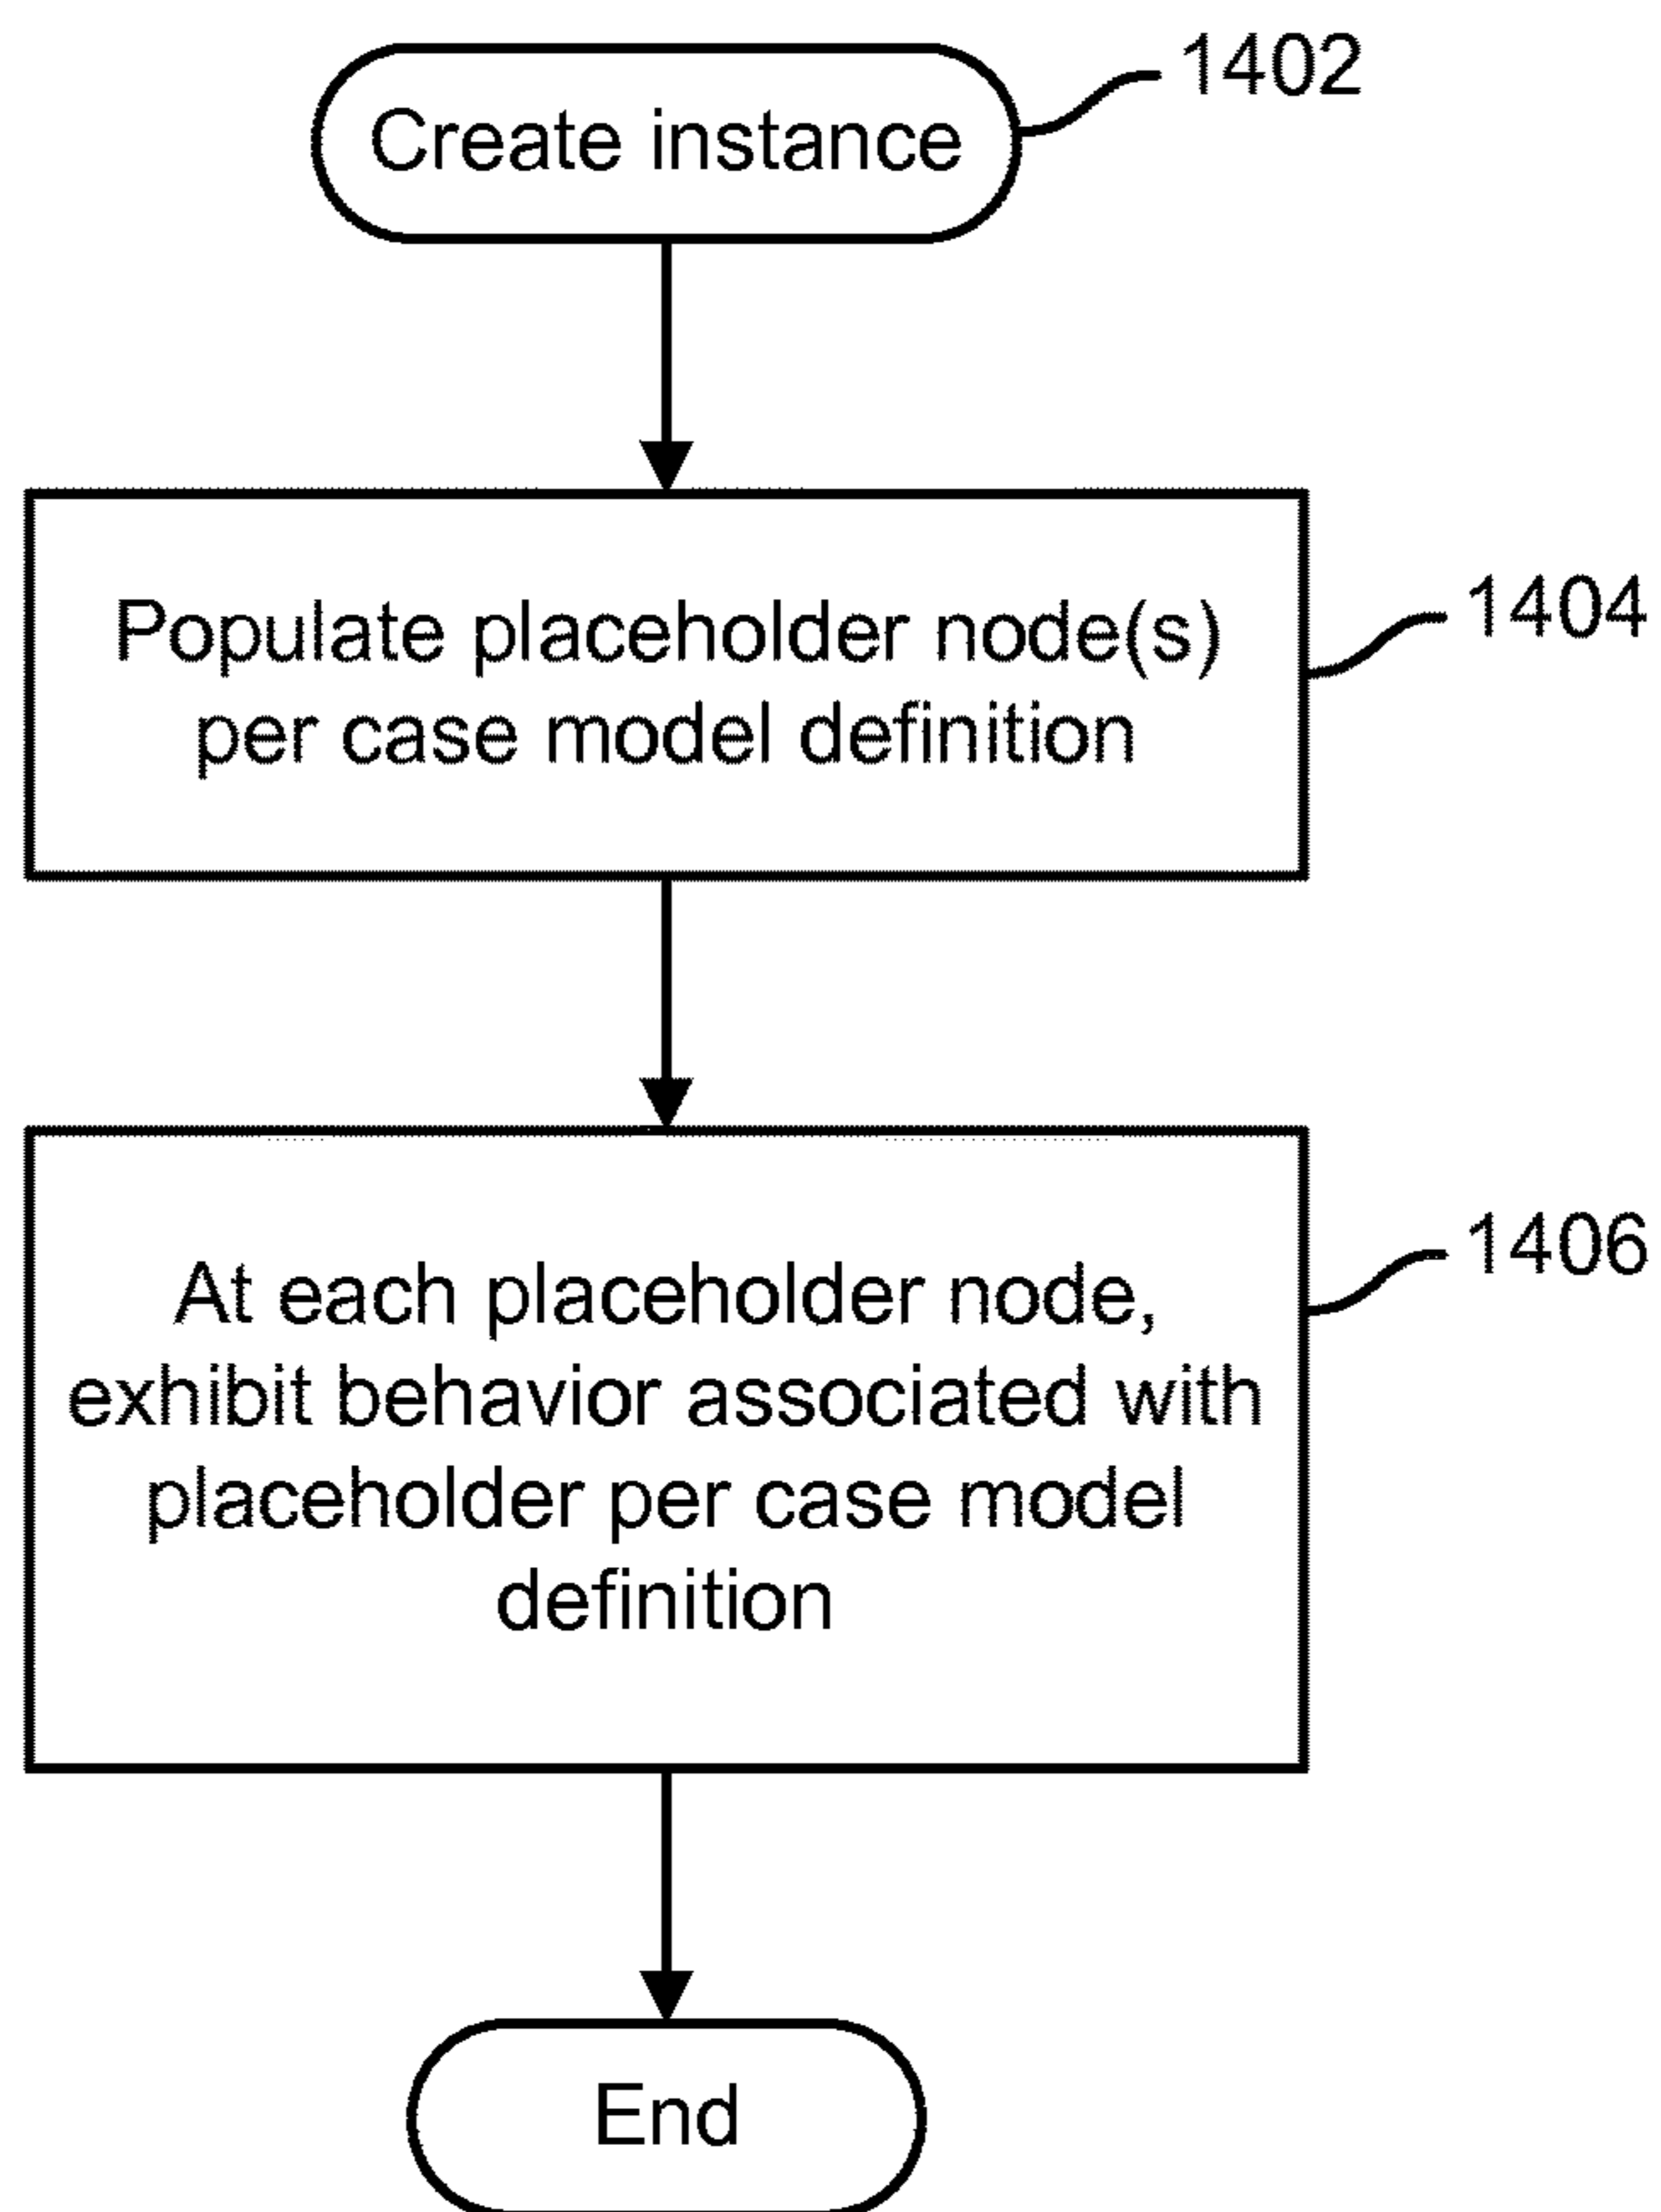 Create instance
1402
Populate placeholder node(s)
per case model definition
1404
At each placeholder node,
exhibit behavior associated with
placeholder per case model
definition
1406
End